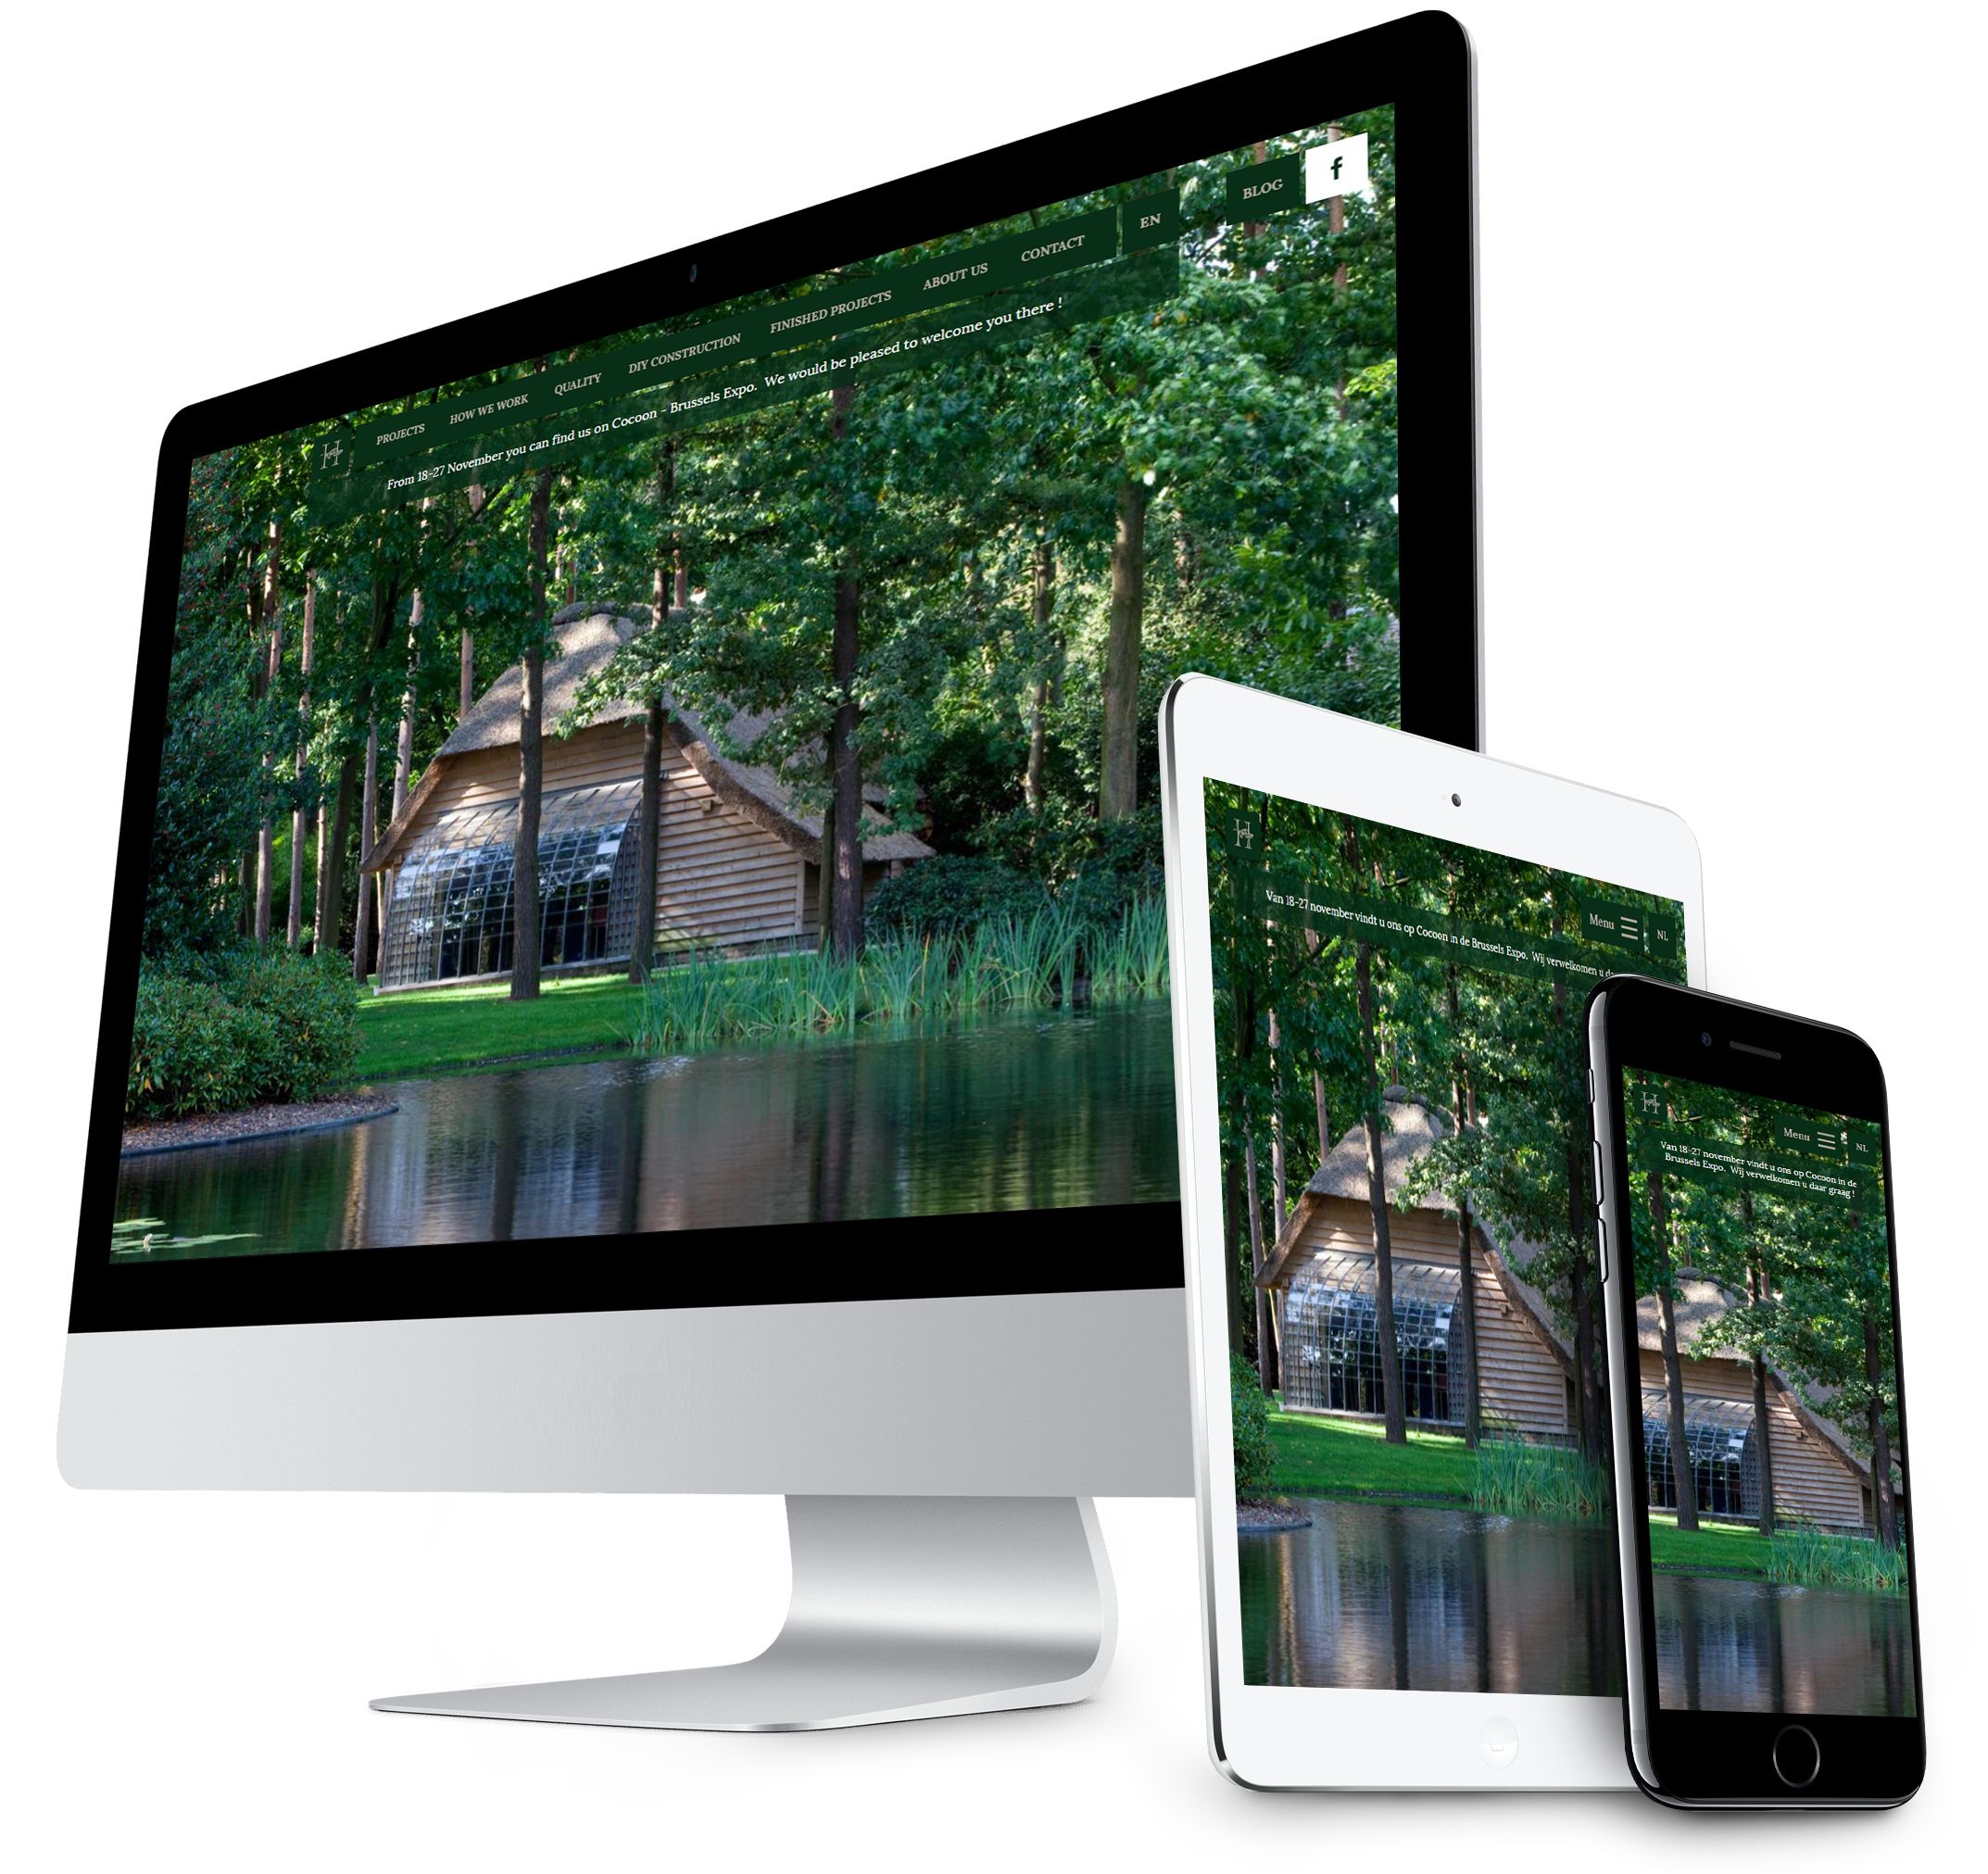 BLOG
f
H
PROJECTS HOW WE WORK QUALITY DIY CONSTRUCTION FINISHED PROJECTS ABOUT US CONTACT EN
From 18-27 November you can find us on Cocoon - Brussels Expo. We would be pleased to welcome you there !
H
Menu NL
Van 18-27 november vindt u ons op Cocoon in de Brussels Expo. Wij verwelkomen u
H
Menu NL
Van 18-27 november vindt u ons op Cocoon in de
Brussels Expo. Wij verwelkomen u daar graag !